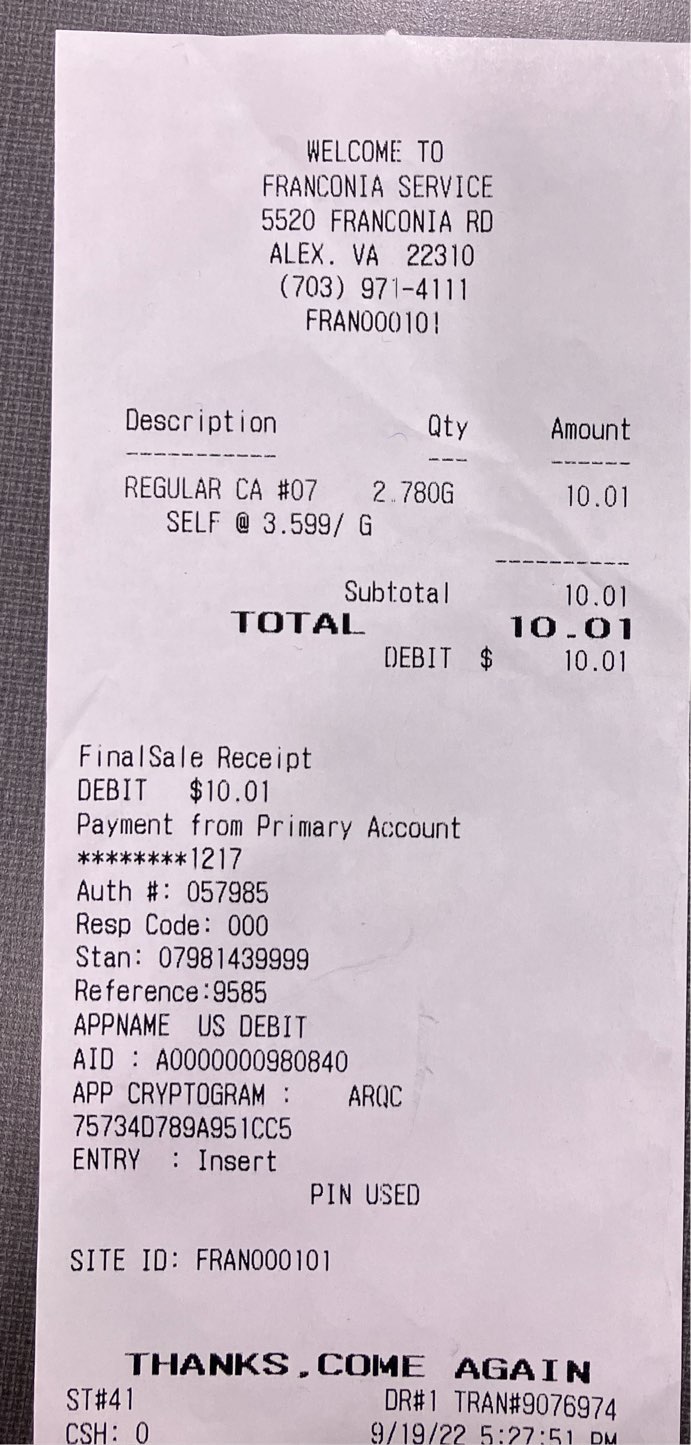 WELCOME TO
FRANCONIA SERVICE
5520 FRANCONIA RD
ALEX. VA 22310
(703) 971-4111
FRAN000101
Description Qty Amount
----------- --- ------
REGULAR CA #07 2.780G 10.01
SELF @ 3.599/ G
----------
Subtotal 10.01
TOTAL 10.01
DEBIT $ 10.01
FinalSale Receipt
DEBIT $10.01
Payment from Primary Account
********1217
Auth #: 057985
Resp Code: 000
Stan: 07981439999
Reference:9585
APPNAME US DEBIT
AID : A0000000980840
APP CRYPTOGRAM : ARQC
75734D789A951CC5
ENTRY : Insert
PIN USED
SITE ID: FRAN000101
THANKS,COME AGAIN
ST#41 DR#1 TRAN#9076974
CSH: 0 9/19/22 5:27:51 PM